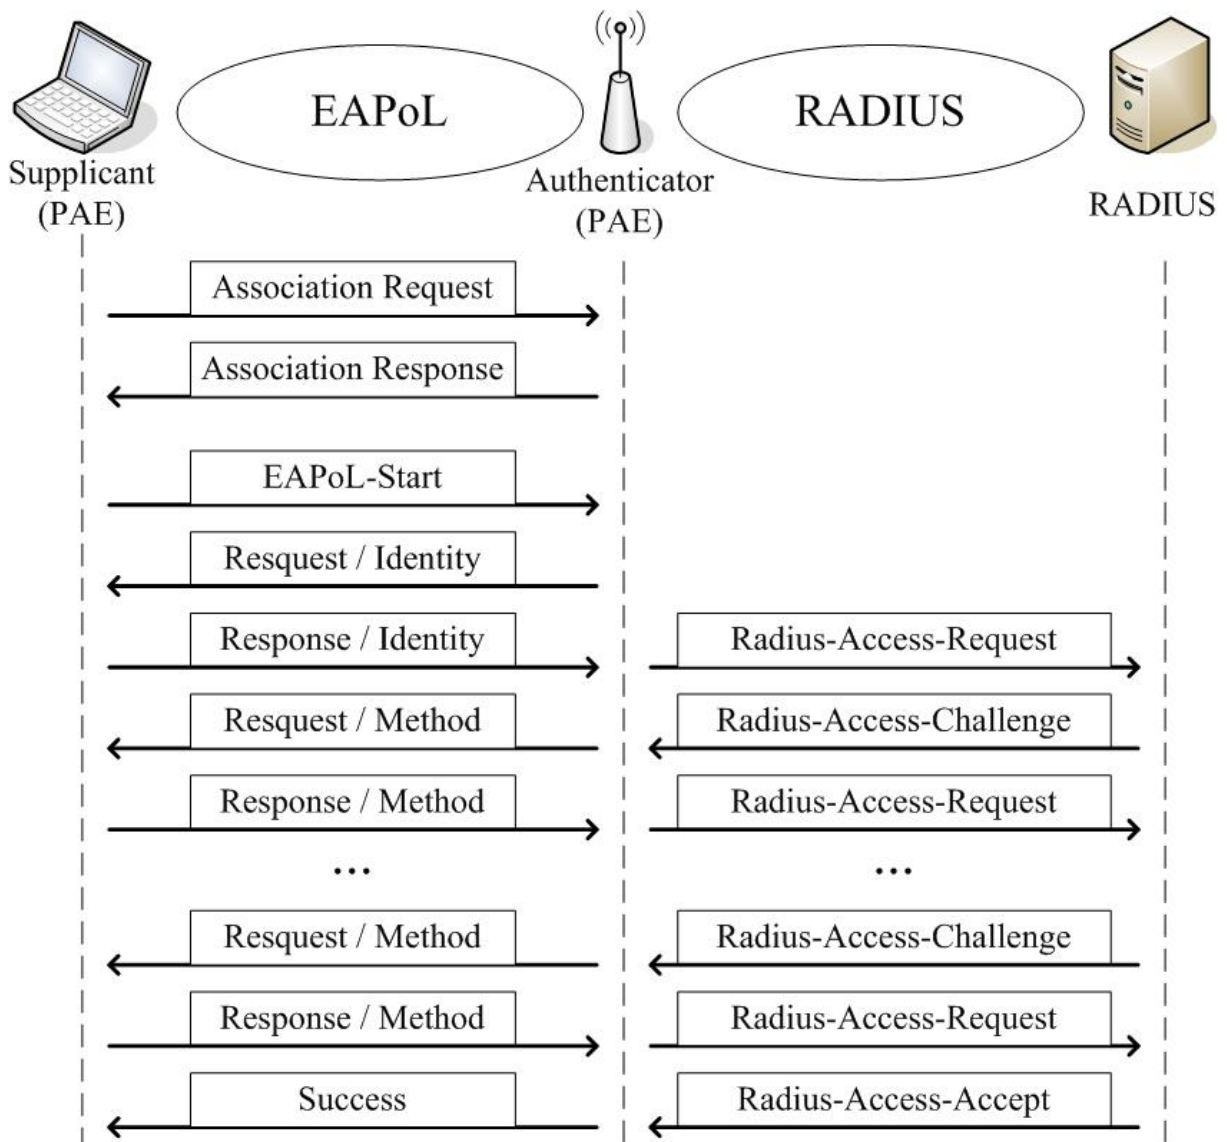 EAPoL
RADIUS
Supplicant
(PAE)
Authenticator
(PAE)
RADIUS
Association Request
Association Response
EAPoL-Start
Resquest / Identity
Response / Identity
Radius-Access-Request
Resquest / Method
Radius-Access-Challenge
Response / Method
Radius-Access-Request
...
...
Resquest / Method
Radius-Access-Challenge
Response / Method
Radius-Access-Request
Success
Radius-Access-Accept